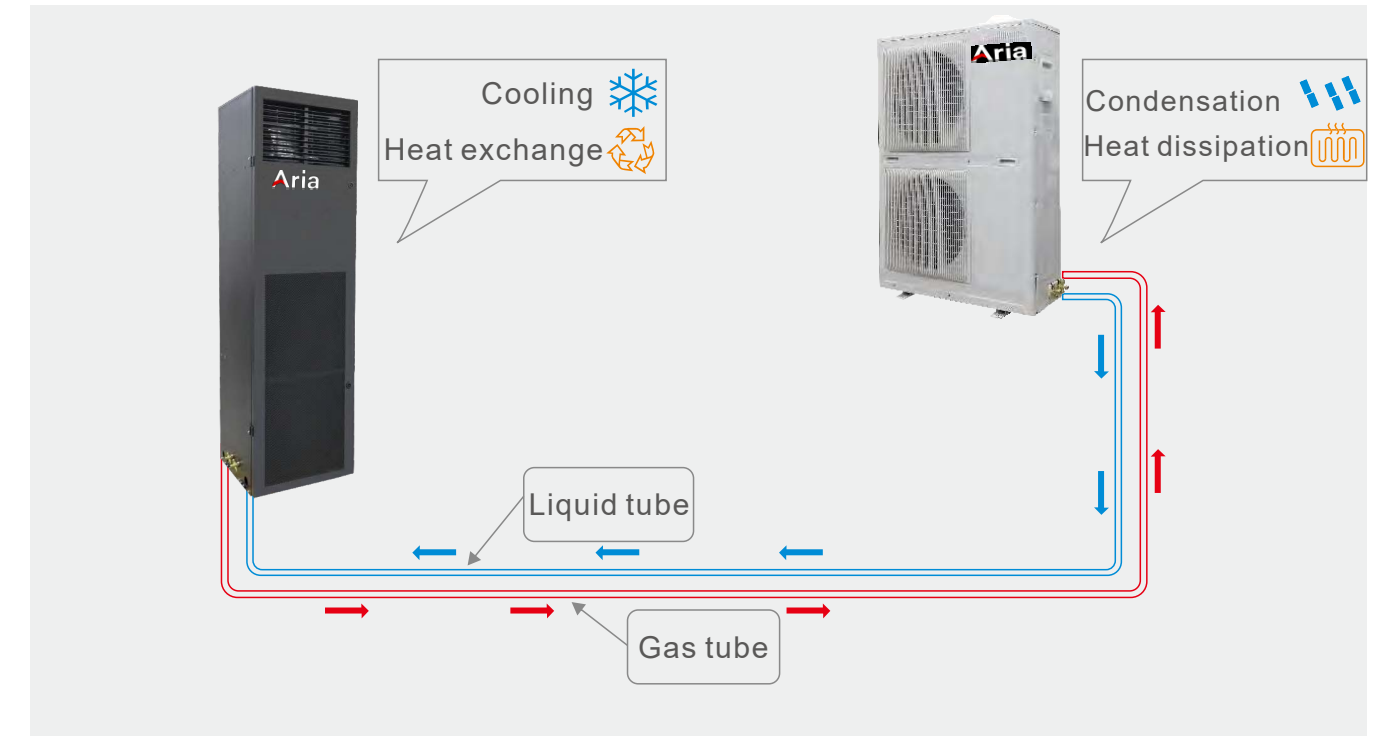 Aria
Cooling
Heat exchange
Aria
Condensation
Heat dissipation
Liquid tube
Gas tube